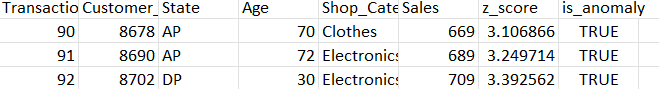 Transactio Customer_ State Age Shop_Cate Sales z_score is_anomaly
90 8678 AP 70 Clothes 669 3.106866 TRUE
91 8690 AP 72 Electronics 689 3.249714 TRUE
92 8702 DP 30 Electronics 709 3.392562 TRUE